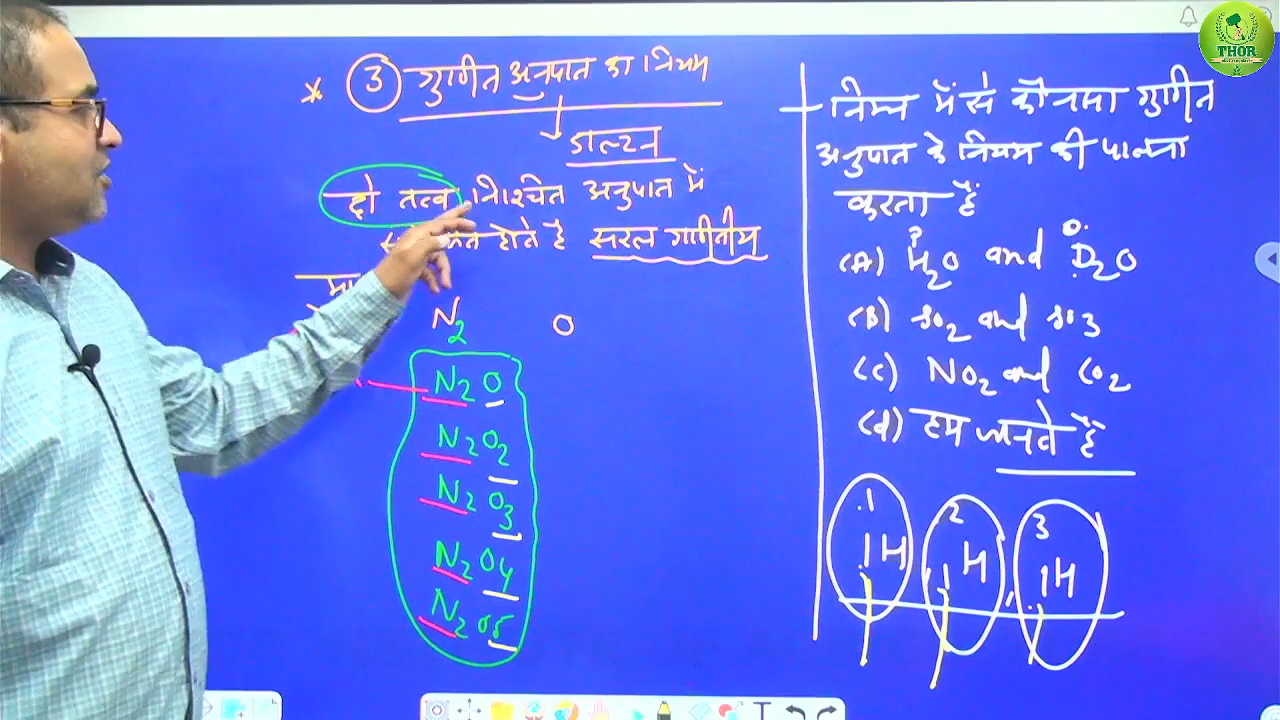 * ③ गुणीत अनुपात का नियम
डाल्टन
दो तत्व निश्चित अनुपात में
होते हैं सरल गणितीय
N2 O
N2O
N2O2
N2O3
N2O4
N2O5
निम्न में से कौनसा गुणीत
अनुपात के नियम की पालना
करता हैं
(A) H2O and D2O
(B) SO2 and SO3
(C) NO2 and CO2
(d) हम जानते हैं
1 1H 2 1H 3 1H
THOR
T